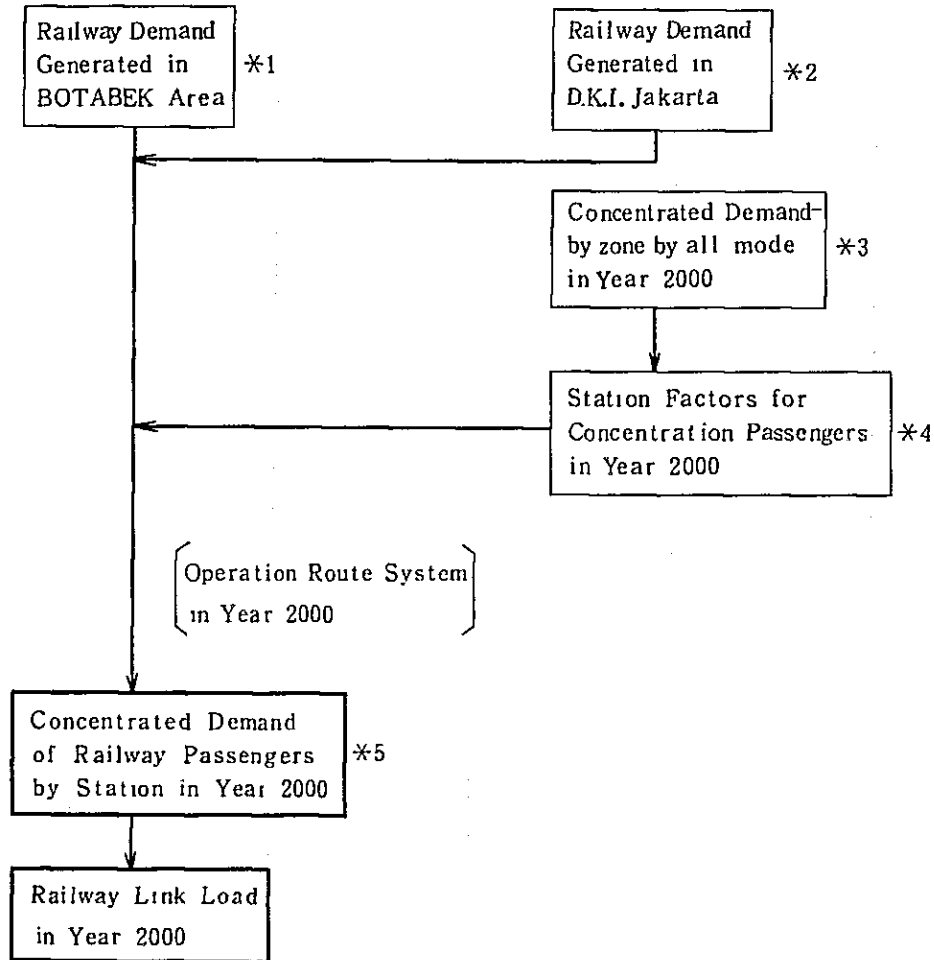 Railway Demand
Generated in
BOTABEK Area
*1
Railway Demand
Generated in
D.K.I. Jakarta
*2
Concentrated Demand-
by zone by all mode
in Year 2000
*3
Station Factors for
Concentration Passengers
in Year 2000
*4
Operation Route System
in Year 2000
Concentrated Demand
of Railway Passengers
by Station in Year 2000
*5
Railway Link Load
in Year 2000